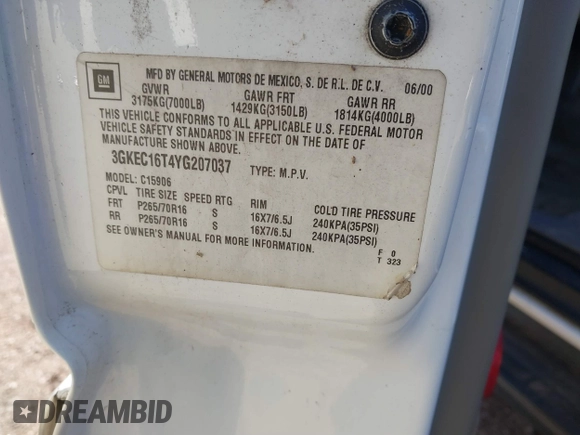 GM
MFD BY GENERAL MOTORS DE MEXICO, S. DE R.L. DE C.V. 06/00
GVWR GAWR FRT GAWR RR
3175KG(7000LB) 1429KG(3150LB) 1814KG(4000LB)
THIS VEHICLE CONFORMS TO ALL APPLICABLE U.S. FEDERAL MOTOR
VEHICLE SAFETY STANDARDS IN EFFECT ON THE DATE OF
MANUFACTURE SHOWN ABOVE.
3GKEC16T4YG207037 TYPE: M.P.V.
MODEL: C15906
CPVL TIRE SIZE SPEED RTG RIM COLD TIRE PRESSURE
FRT P265/70R16 S 16X7/6.5J 240KPA(35PSI)
RR P265/70R16 S 16X7/6.5J 240KPA(35PSI)
SEE OWNER'S MANUAL FOR MORE INFORMATION.
F 0
T 323
DREAMBID